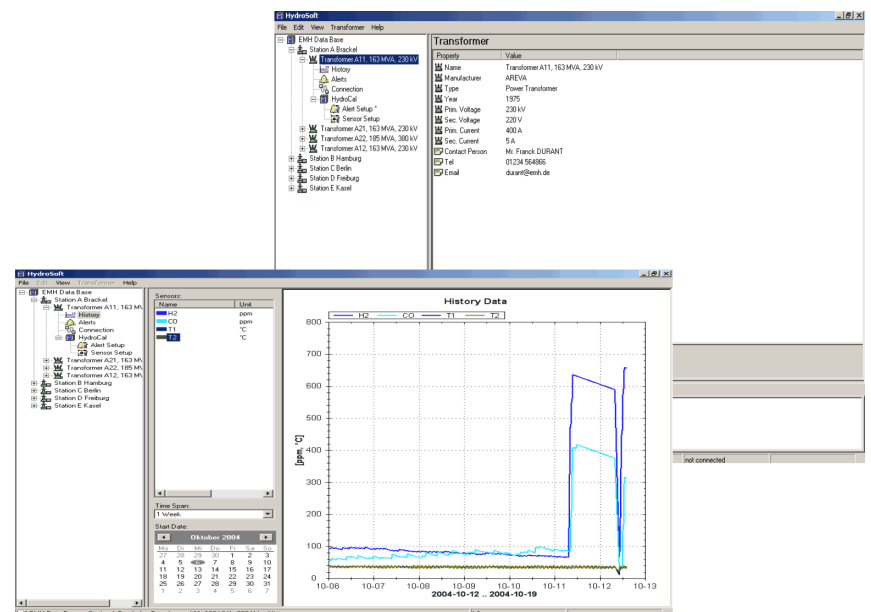 HydroSoft
File Edit View Transformer Help
EMH Data Base
Station A Brackel
Transformer A11, 163 MVA, 230 kV
History
Alerts
Connection
HydroCal
Alert Setup *
Sensor Setup
Transformer A21, 163 MVA, 230 kV
Transformer A22, 185 MVA, 380 kV
Transformer A12, 163 MVA, 230 kV
Station B Hamburg
Station C Berlin
Station D Freiburg
Station E Kasel
Transformer
Property Value
Name Transformer A11, 163 MVA, 230 kV
Manufacturer AREVA
Type Power Transformer
Year 1975
Prim. Voltage 230 kV
Sec. Voltage 220 V
Prim. Current 400 A
Sec. Current 5 A
Contact Person Mr. Franck DURANT
Tel 01234 564866
Email durant@emh.de
not connected
HydroSoft
File Edit View Transformer Help
EMH Data Base
Station A Brackel
Transformer A11, 163 M
History
Alerts
Connection
HydroCal
Alert Setup
Sensor Setup
Transformer A21, 163 M
Transformer A22, 185 M
Transformer A12, 163 M
Station B Hamburg
Station C Berlin
Station D Freiburg
Station E Kasel
Sensors:
Name Unit
H2 ppm
CO ppm
T1 °C
T2 °C
Time Span:
1 Week
Start Date:
Oktober 2004
Mo Di Mi Do Fr Sa So
27 28 29 30 1 2 3
4 5 7 8 9 10
11 12 13 14 15 16 17
18 19 20 21 22 23 24
25 26 27 28 29 30 31
1 2 3 4 5 6 7
History Data
H2 CO T1 T2
800
700
600
500
400
300
200
100
0
[ppm, °C]
10-06 10-07 10-08 10-09 10-10 10-11 10-12 10-13
2004-10-12 .. 2004-10-19